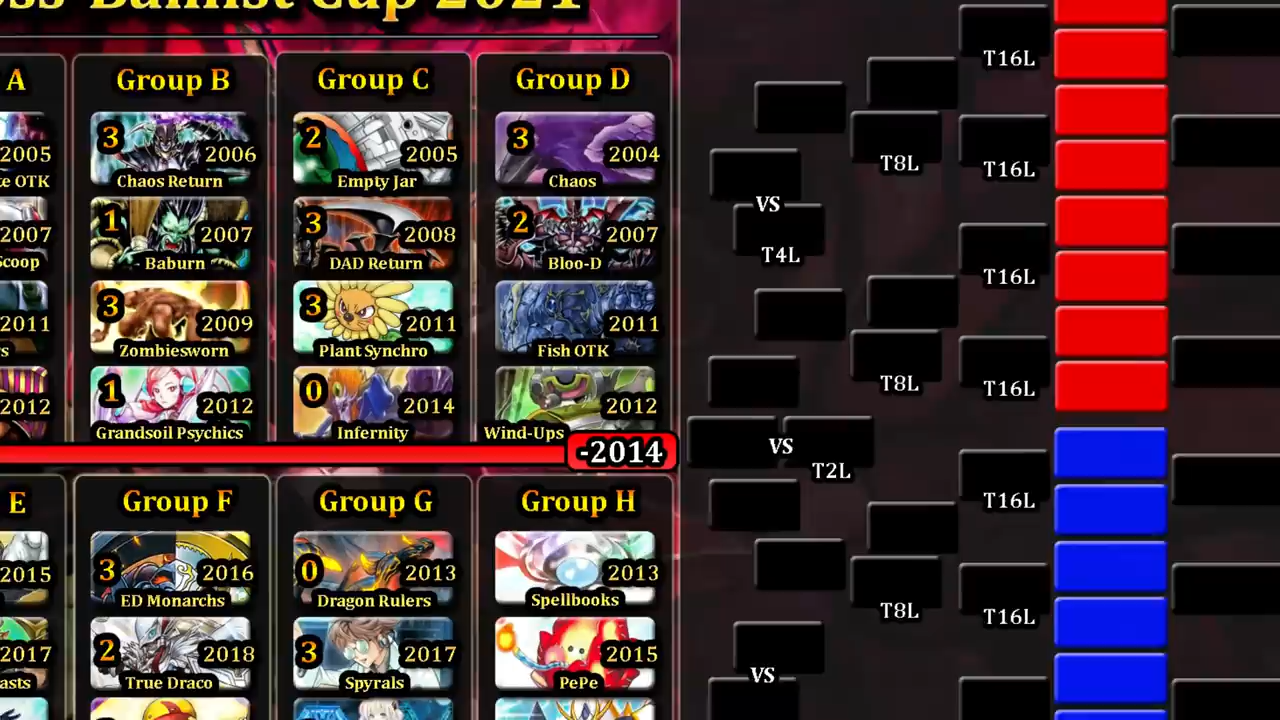 Cup 2021
A
2005
te OTK
2007
Scoop
2011
s
2012
Group B
3 2006
Chaos Return
1 2007
Baburn
3 2009
Zombiesworn
1 2012
Grandsoil Psychics
Group C
2 2005
Empty Jar
3 2008
DAD Return
3 2011
Plant Synchro
0 2014
Infernity
Group D
3 2004
Chaos
2 2007
Bloo-D
2011
Fish OTK
2012
Wind-Ups
-2014
E
2015
2017
asts
Group F
3 2016
ED Monarchs
2 2018
True Draco
Group G
0 2013
Dragon Rulers
3 2017
Spyrals
Group H
2013
Spellbooks
2015
PePe
T16L
T8L
T16L
VS
T4L
T16L
T8L
T16L
VS
T2L
T16L
T8L
T16L
VS